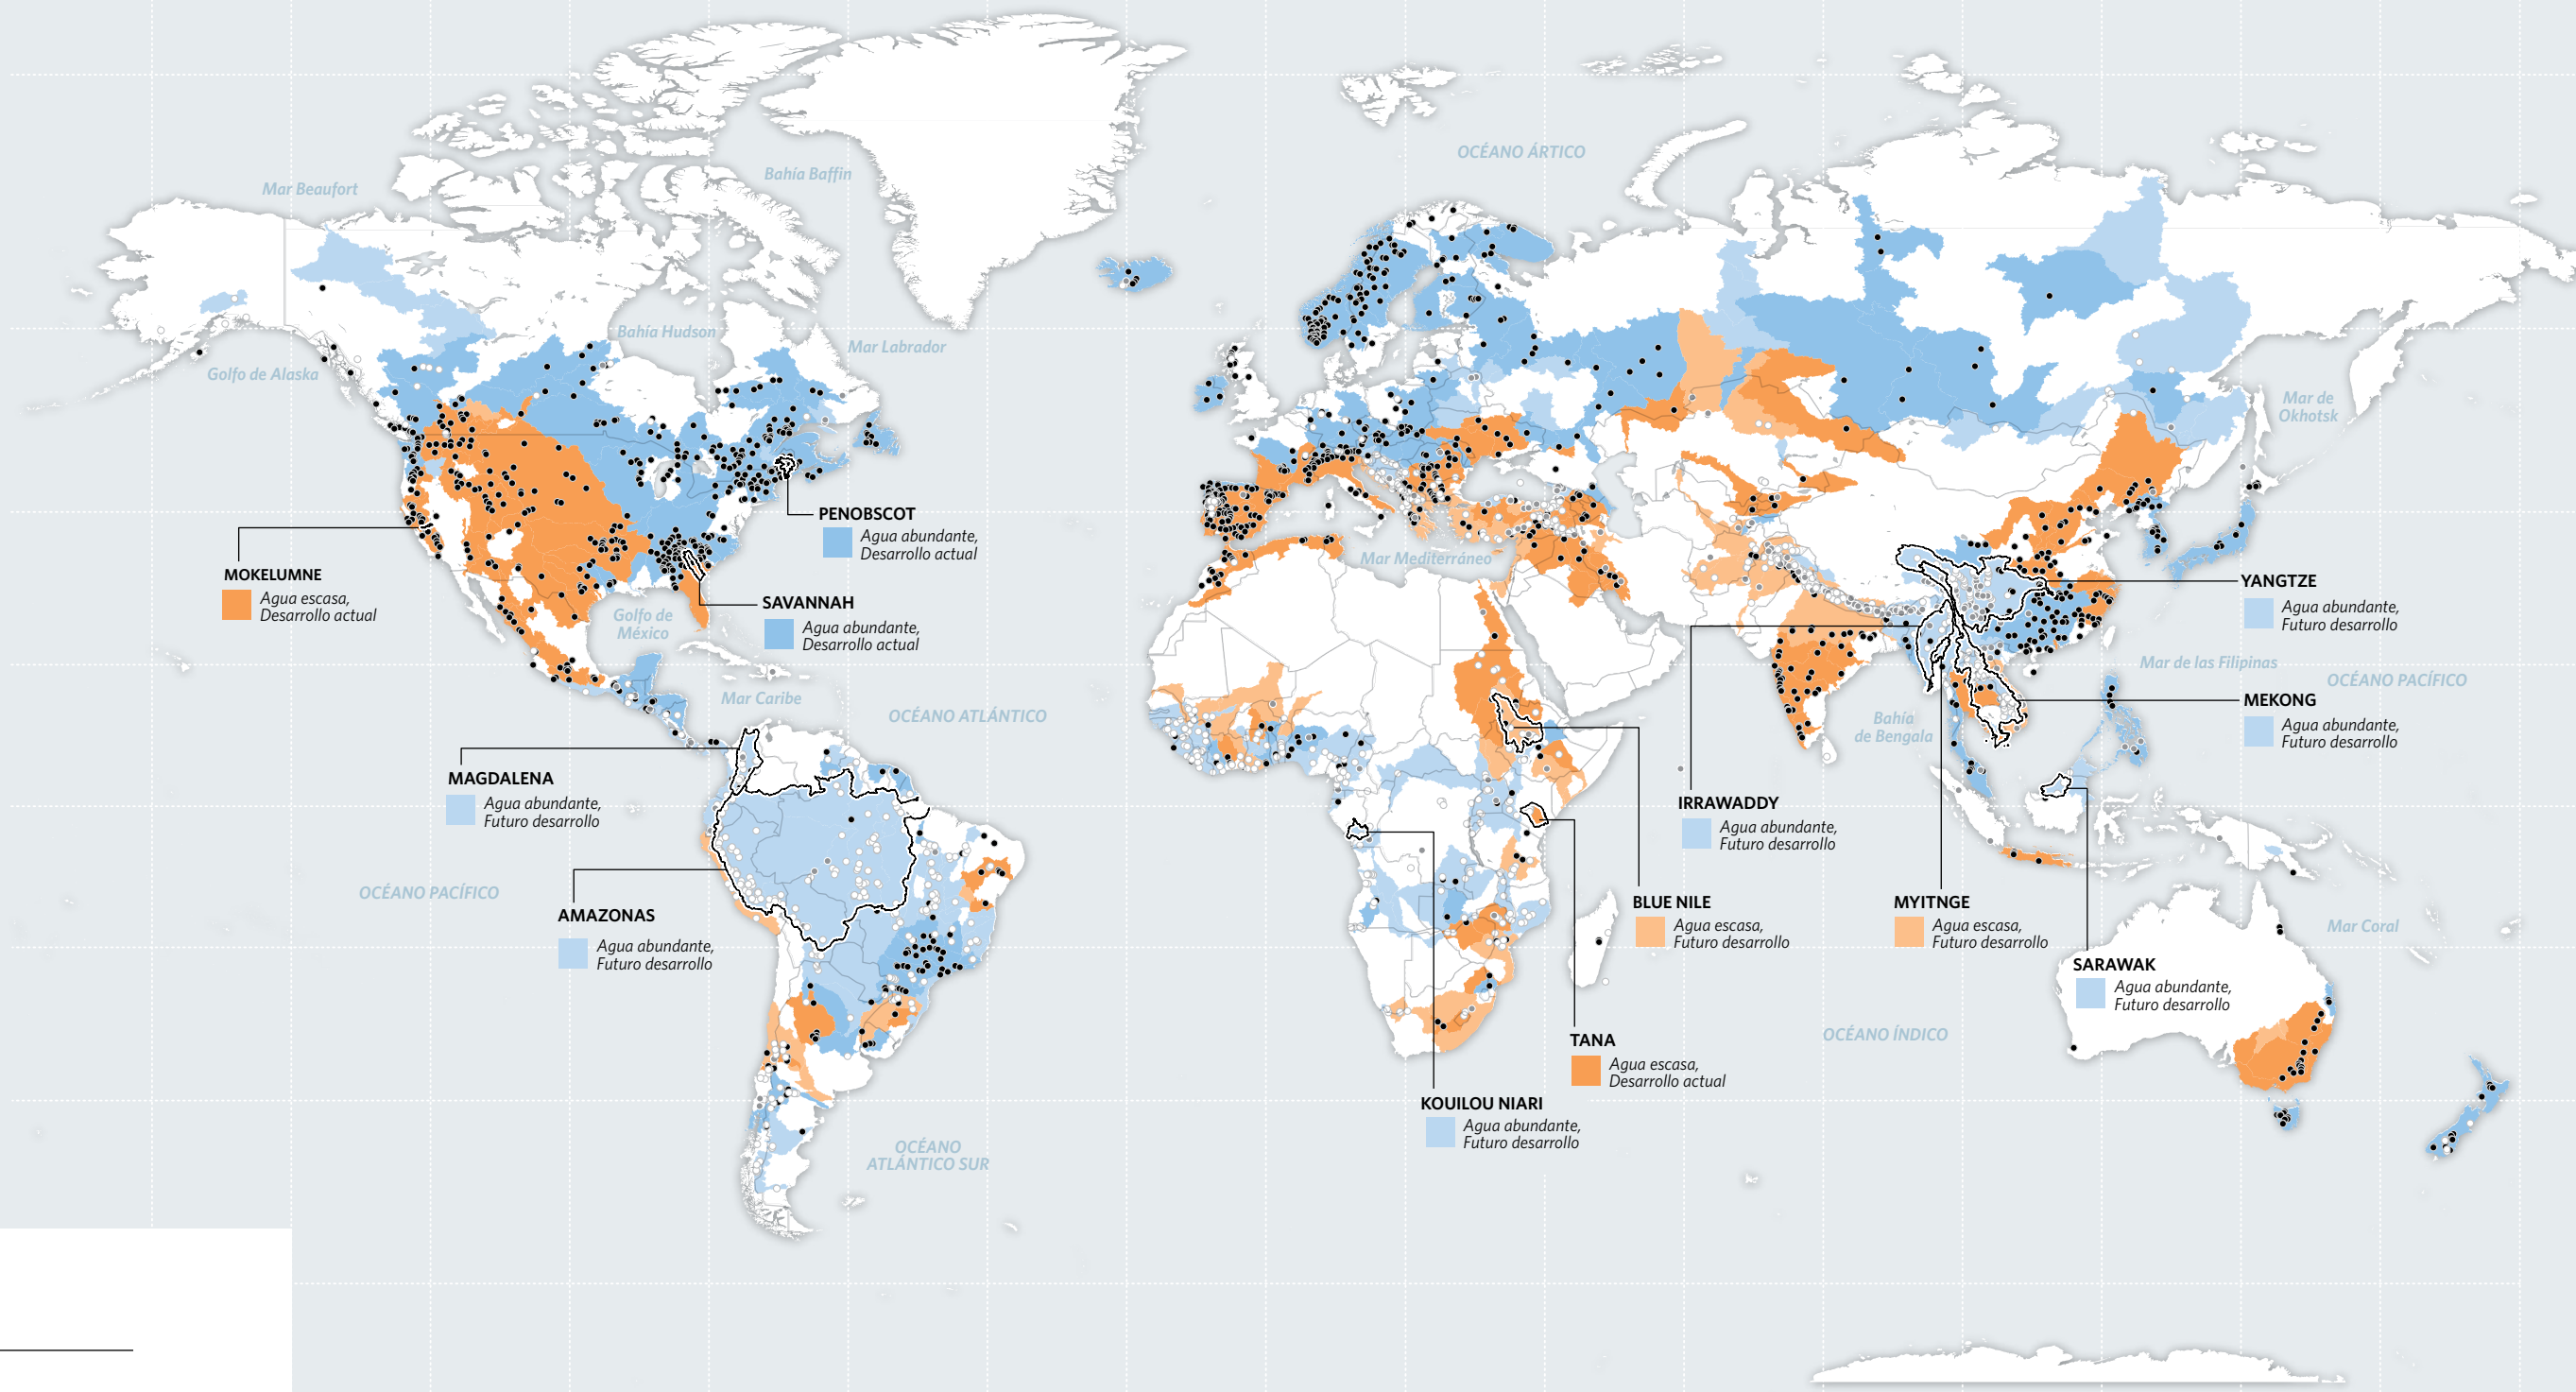 OCÉANO ÁRTICO
Mar Beaufort
Bahía Baffin
Bahía Hudson
Mar Labrador
Golfo de Alaska
Mar de
Okhotsk
PENOBSCOT
Agua abundante,
Desarrollo actual
MOKELUMNE
Agua escasa,
Desarrollo actual
SAVANNAH
Agua abundante,
Desarrollo actual
Golfo de
México
Mar Mediterráneo
YANGTZE
Agua abundante,
Futuro desarrollo
Mar de las Filipinas
OCÉANO PACÍFICO
MEKONG
Agua abundante,
Futuro desarrollo
Mar Caribe
OCÉANO ATLÁNTICO
Bahía
de Bengala
MAGDALENA
Agua abundante,
Futuro desarrollo
IRRAWADDY
Agua abundante,
Futuro desarrollo
OCÉANO PACÍFICO
AMAZONAS
Agua abundante,
Futuro desarrollo
BLUE NILE
Agua escasa,
Futuro desarrollo
MYITNGE
Agua escasa,
Futuro desarrollo
Mar Coral
SARAWAK
Agua abundante,
Futuro desarrollo
TANA
Agua escasa,
Desarrollo actual
OCÉANO ÍNDICO
KOUILOU NIARI
Agua abundante,
Futuro desarrollo
OCÉANO
ATLÁNTICO SUR